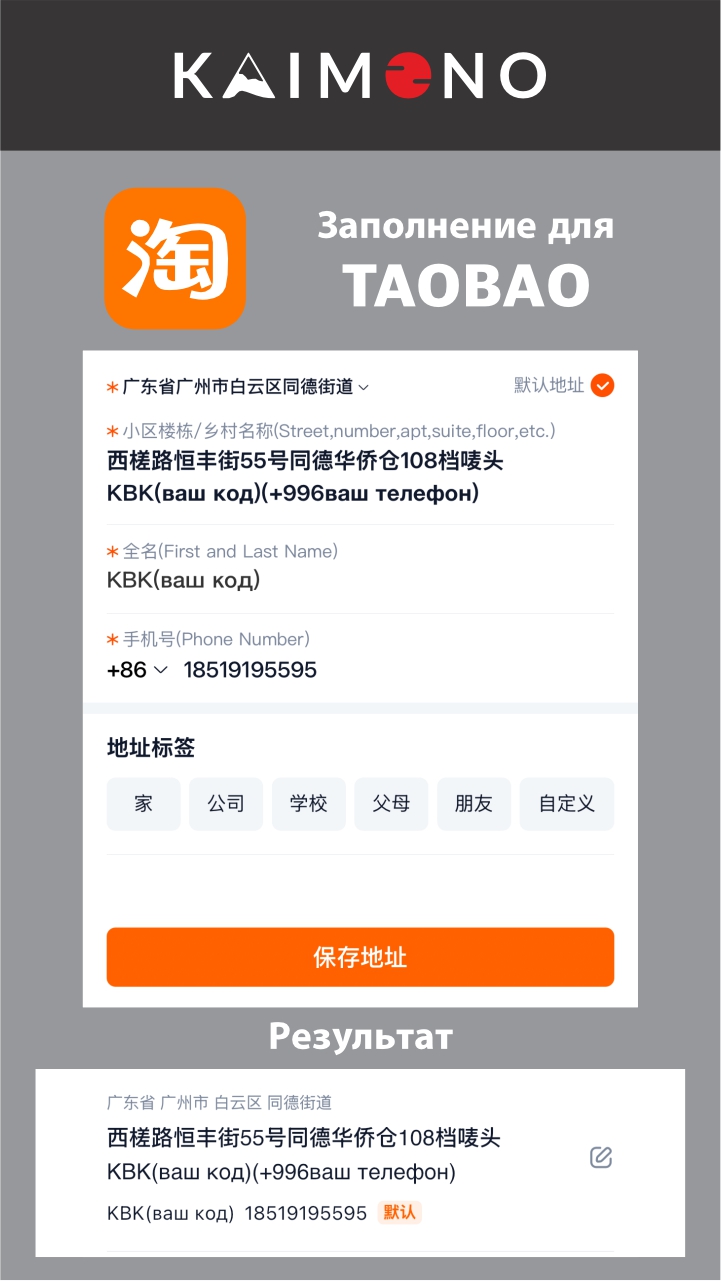 KAIMONO
淘
Заполнение для
TAOBAO
*广东省广州市白云区同德街道
默认地址
*小区楼栋/乡村名称(Street,number,apt,suite,floor,etc.)
西槎路恒丰街55号同德华侨仓108档唛头
KBK(ваш код)(+996ваш телефон)
*全名(First and Last Name)
KBK(ваш код)
*手机号(Phone Number)
+86 18519195595
地址标签
家 公司 学校 父母 朋友 自定义
保存地址
Результат
广东省 广州市 白云区 同德街道
西槎路恒丰街55号同德华侨仓108档唛头
KBK(ваш код)(+996ваш телефон)
KBK(ваш код) 18519195595 默认